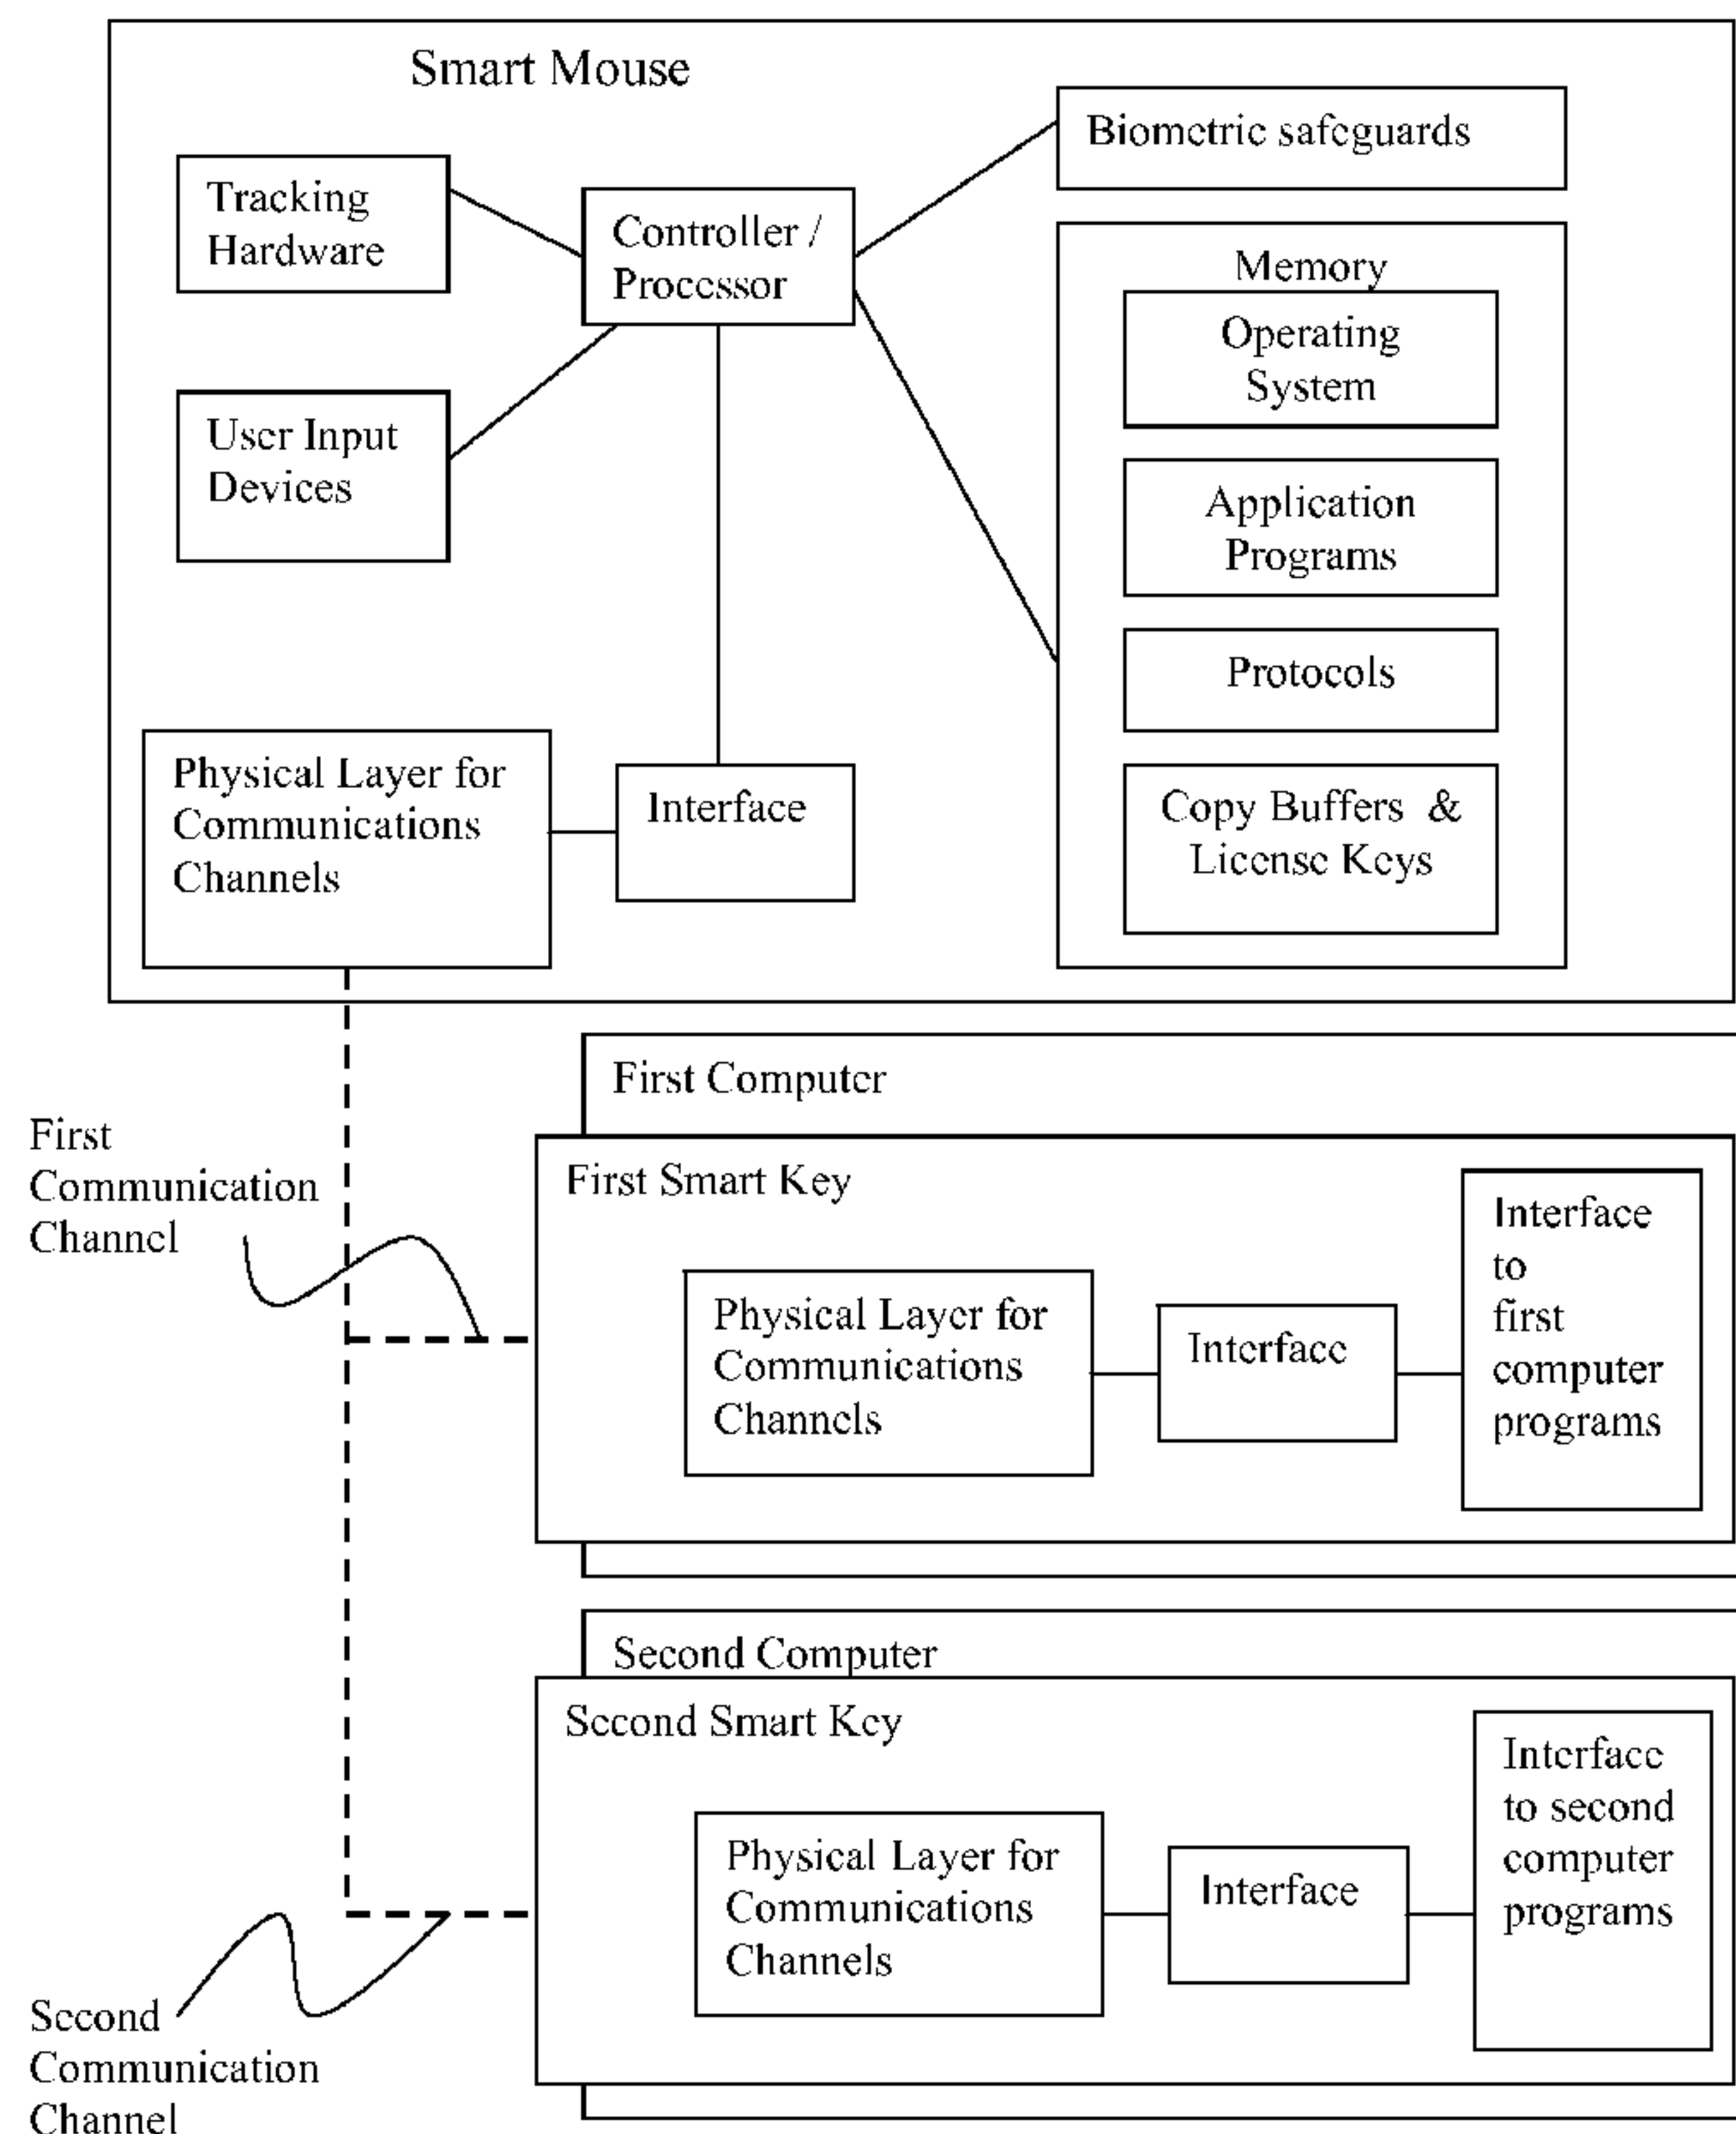 Smart Mouse
Tracking
Hardware
Controller /
Processor
Biometric safeguards
Memory
Operating
System
User Input
Devices
Application
Programs
Protocols
Physical Layer for
Communications
Channels
Interface
Copy Buffers &
License Keys
First Computer
First
Communication
Channel
First Smart Key
Physical Layer for
Communications
Channels
Interface
Interface
to
first
computer
programs
Second Computer
Second Smart Key
Physical Layer for
Communications
Channels
Interface
Interface
to second
computer
programs
Second
Communication
Channel